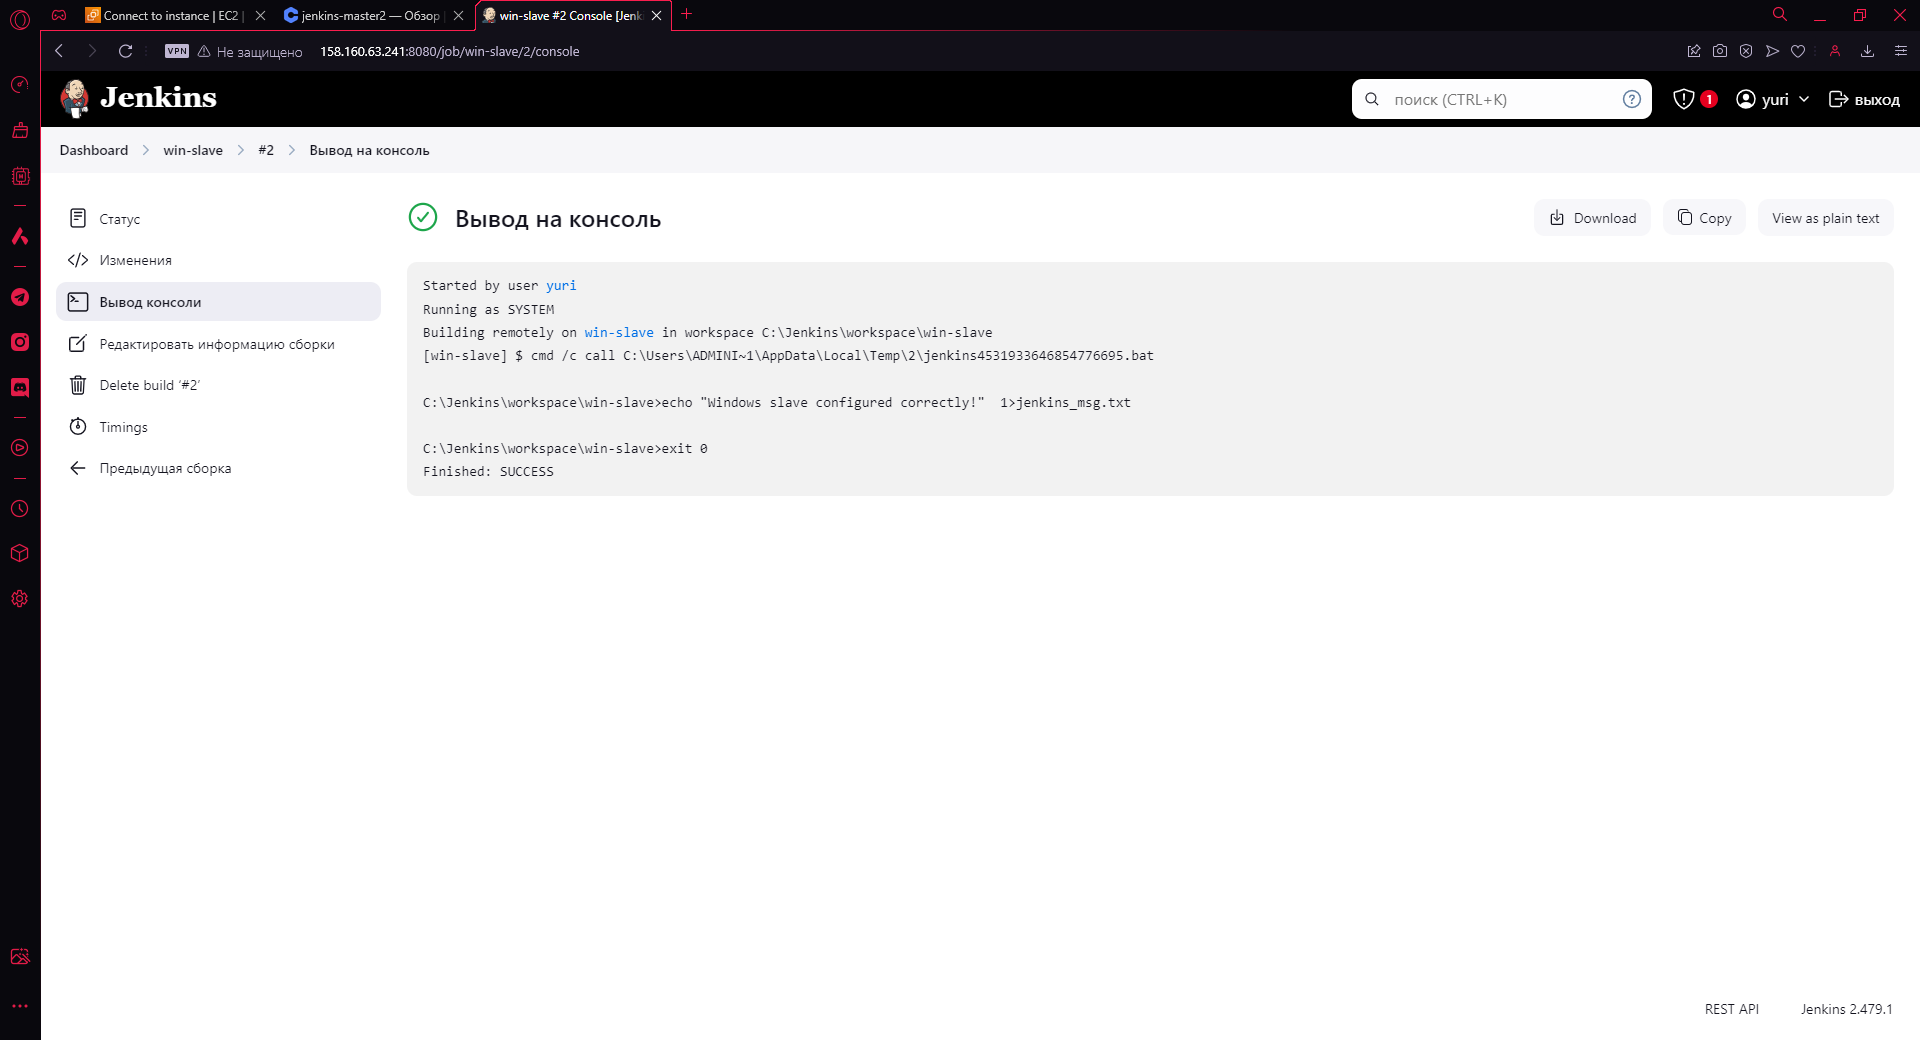 Connect to instance | EC2 |
jenkins-master2 — Обзор
win-slave #2 Console [Jenk
VPN
Не защищено
158.160.63.241:8080/job/win-slave/2/console
Jenkins
поиск (CTRL+K)
?
1
yuri
выход
Dashboard
win-slave
#2
Вывод на консоль
Статус
Изменения
Вывод консоли
Редактировать информацию сборки
Delete build ‘#2’
Timings
Предыдущая сборка
Вывод на консоль
Download
Copy
View as plain text
Started by user yuri
Running as SYSTEM
Building remotely on win-slave in workspace C:\Jenkins\workspace\win-slave
[win-slave] $ cmd /c call C:\Users\ADMINI~1\AppData\Local\Temp\2\jenkins4531933646854776695.bat
C:\Jenkins\workspace\win-slave>echo "Windows slave configured correctly!"  1>jenkins_msg.txt
C:\Jenkins\workspace\win-slave>exit 0
Finished: SUCCESS
REST API
Jenkins 2.479.1